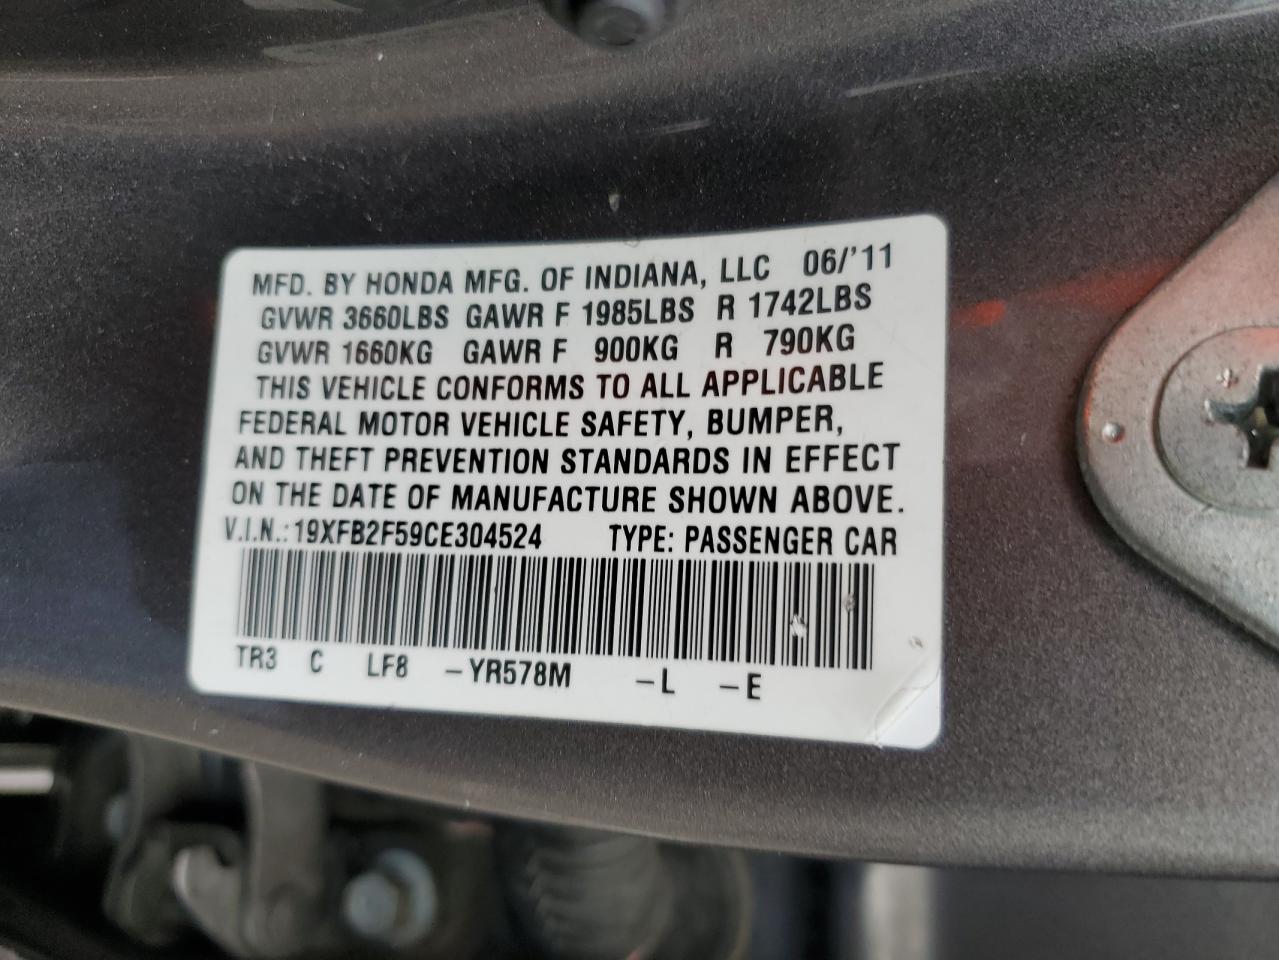 MFD. BY HONDA MFG. OF INDIANA, LLC 06/'11
GVWR 3660LBS GAWR F 1985LBS R 1742LBS
GVWR 1660KG GAWR F 900KG R 790KG
THIS VEHICLE CONFORMS TO ALL APPLICABLE
FEDERAL MOTOR VEHICLE SAFETY, BUMPER,
AND THEFT PREVENTION STANDARDS IN EFFECT
ON THE DATE OF MANUFACTURE SHOWN ABOVE.
V.I.N.:19XFB2F59CE304524 TYPE: PASSENGER CAR
TR3 C LF8 -YR578M -L -E